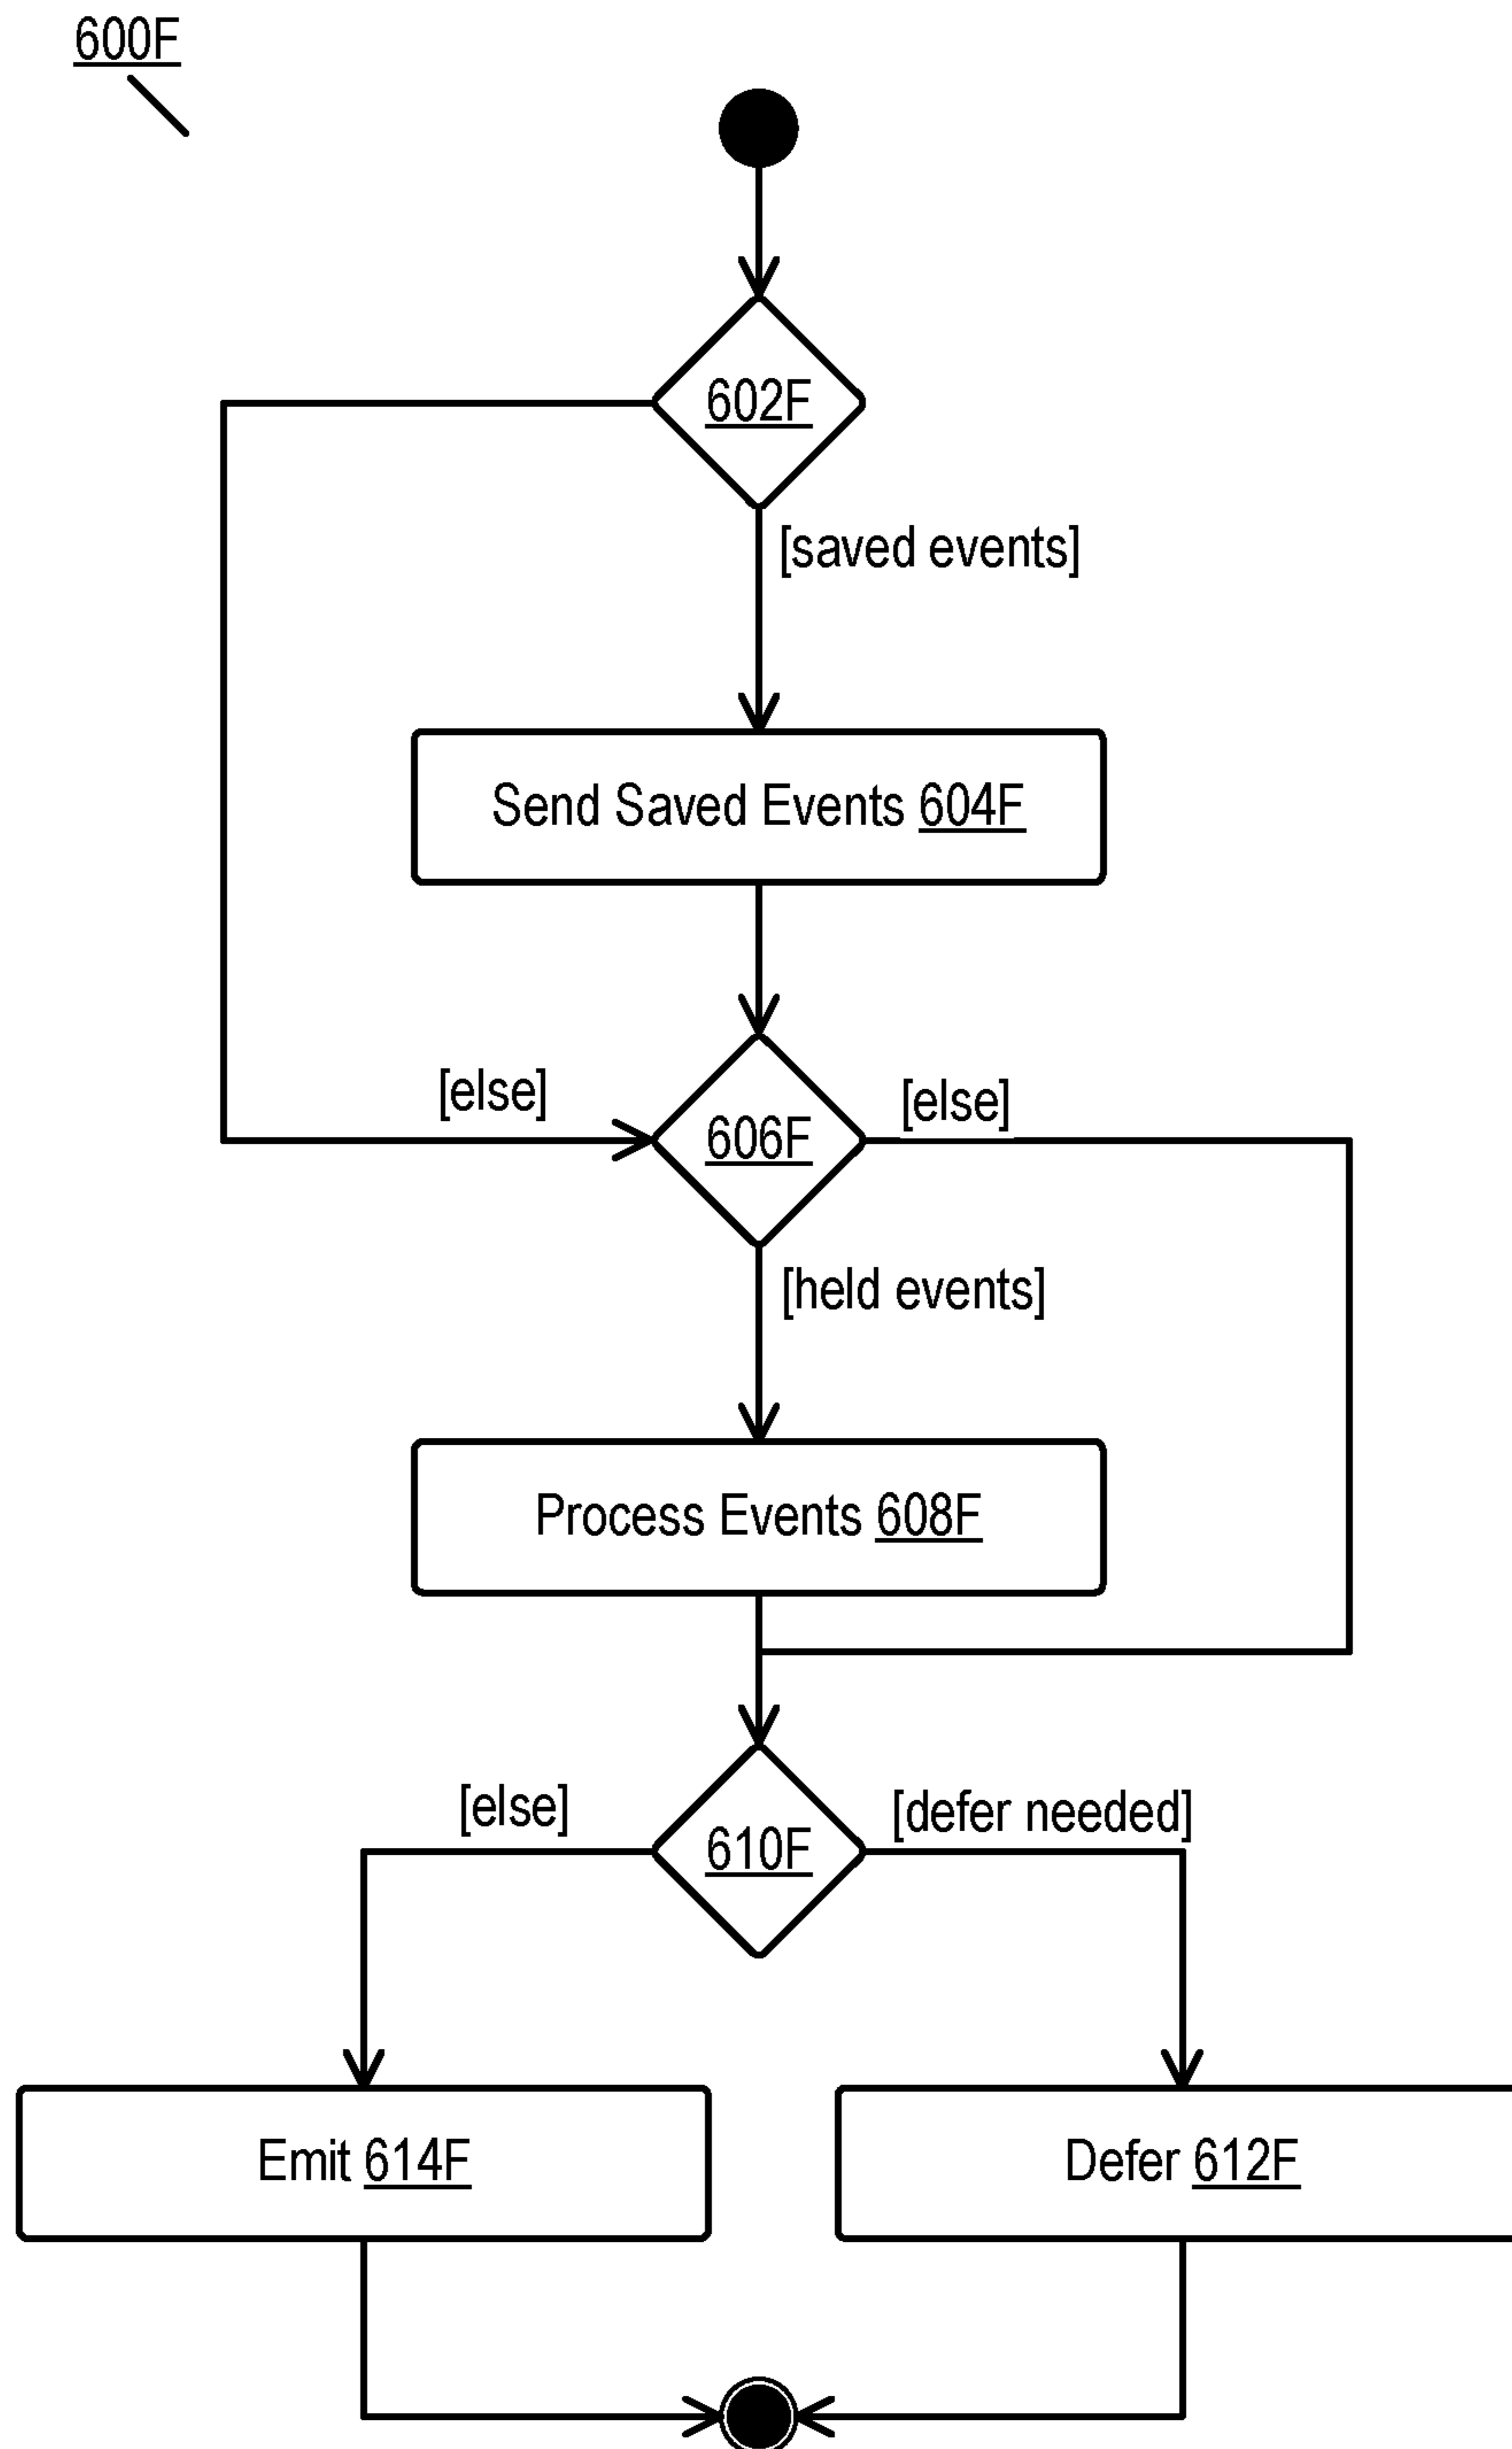 600F
602F
[saved events]
Send Saved Events 604F
[else]
[else]
606F
[held events]
Process Events 608F
[else]
[defer needed]
610F
Emit 614F
Defer 612F